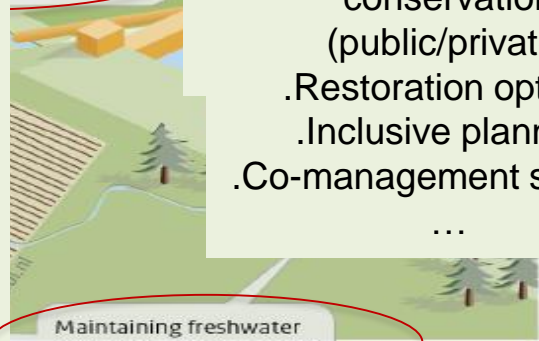 conservation
(public/privat
.Restoration opt
.Inclusive plann
.Co-management s
…
Maintaining freshwater